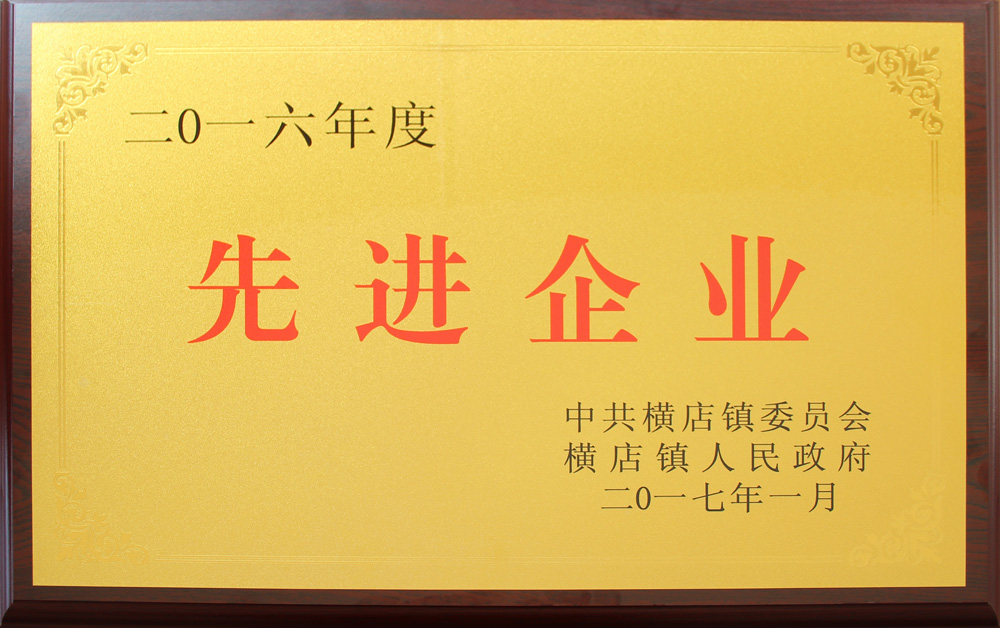 二0一六年度
先进企业
中共横店镇委员会
横店镇人民政府
二0一七年一月